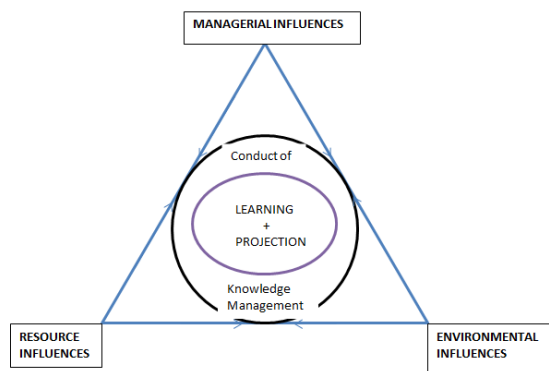 MANAGERIAL INFLUENCES
Conduct of
LEARNING
+
PROJECTION
Knowledge
Management
RESOURCE
INFLUENCES
ENVIRONMENTAL
INFLUENCES